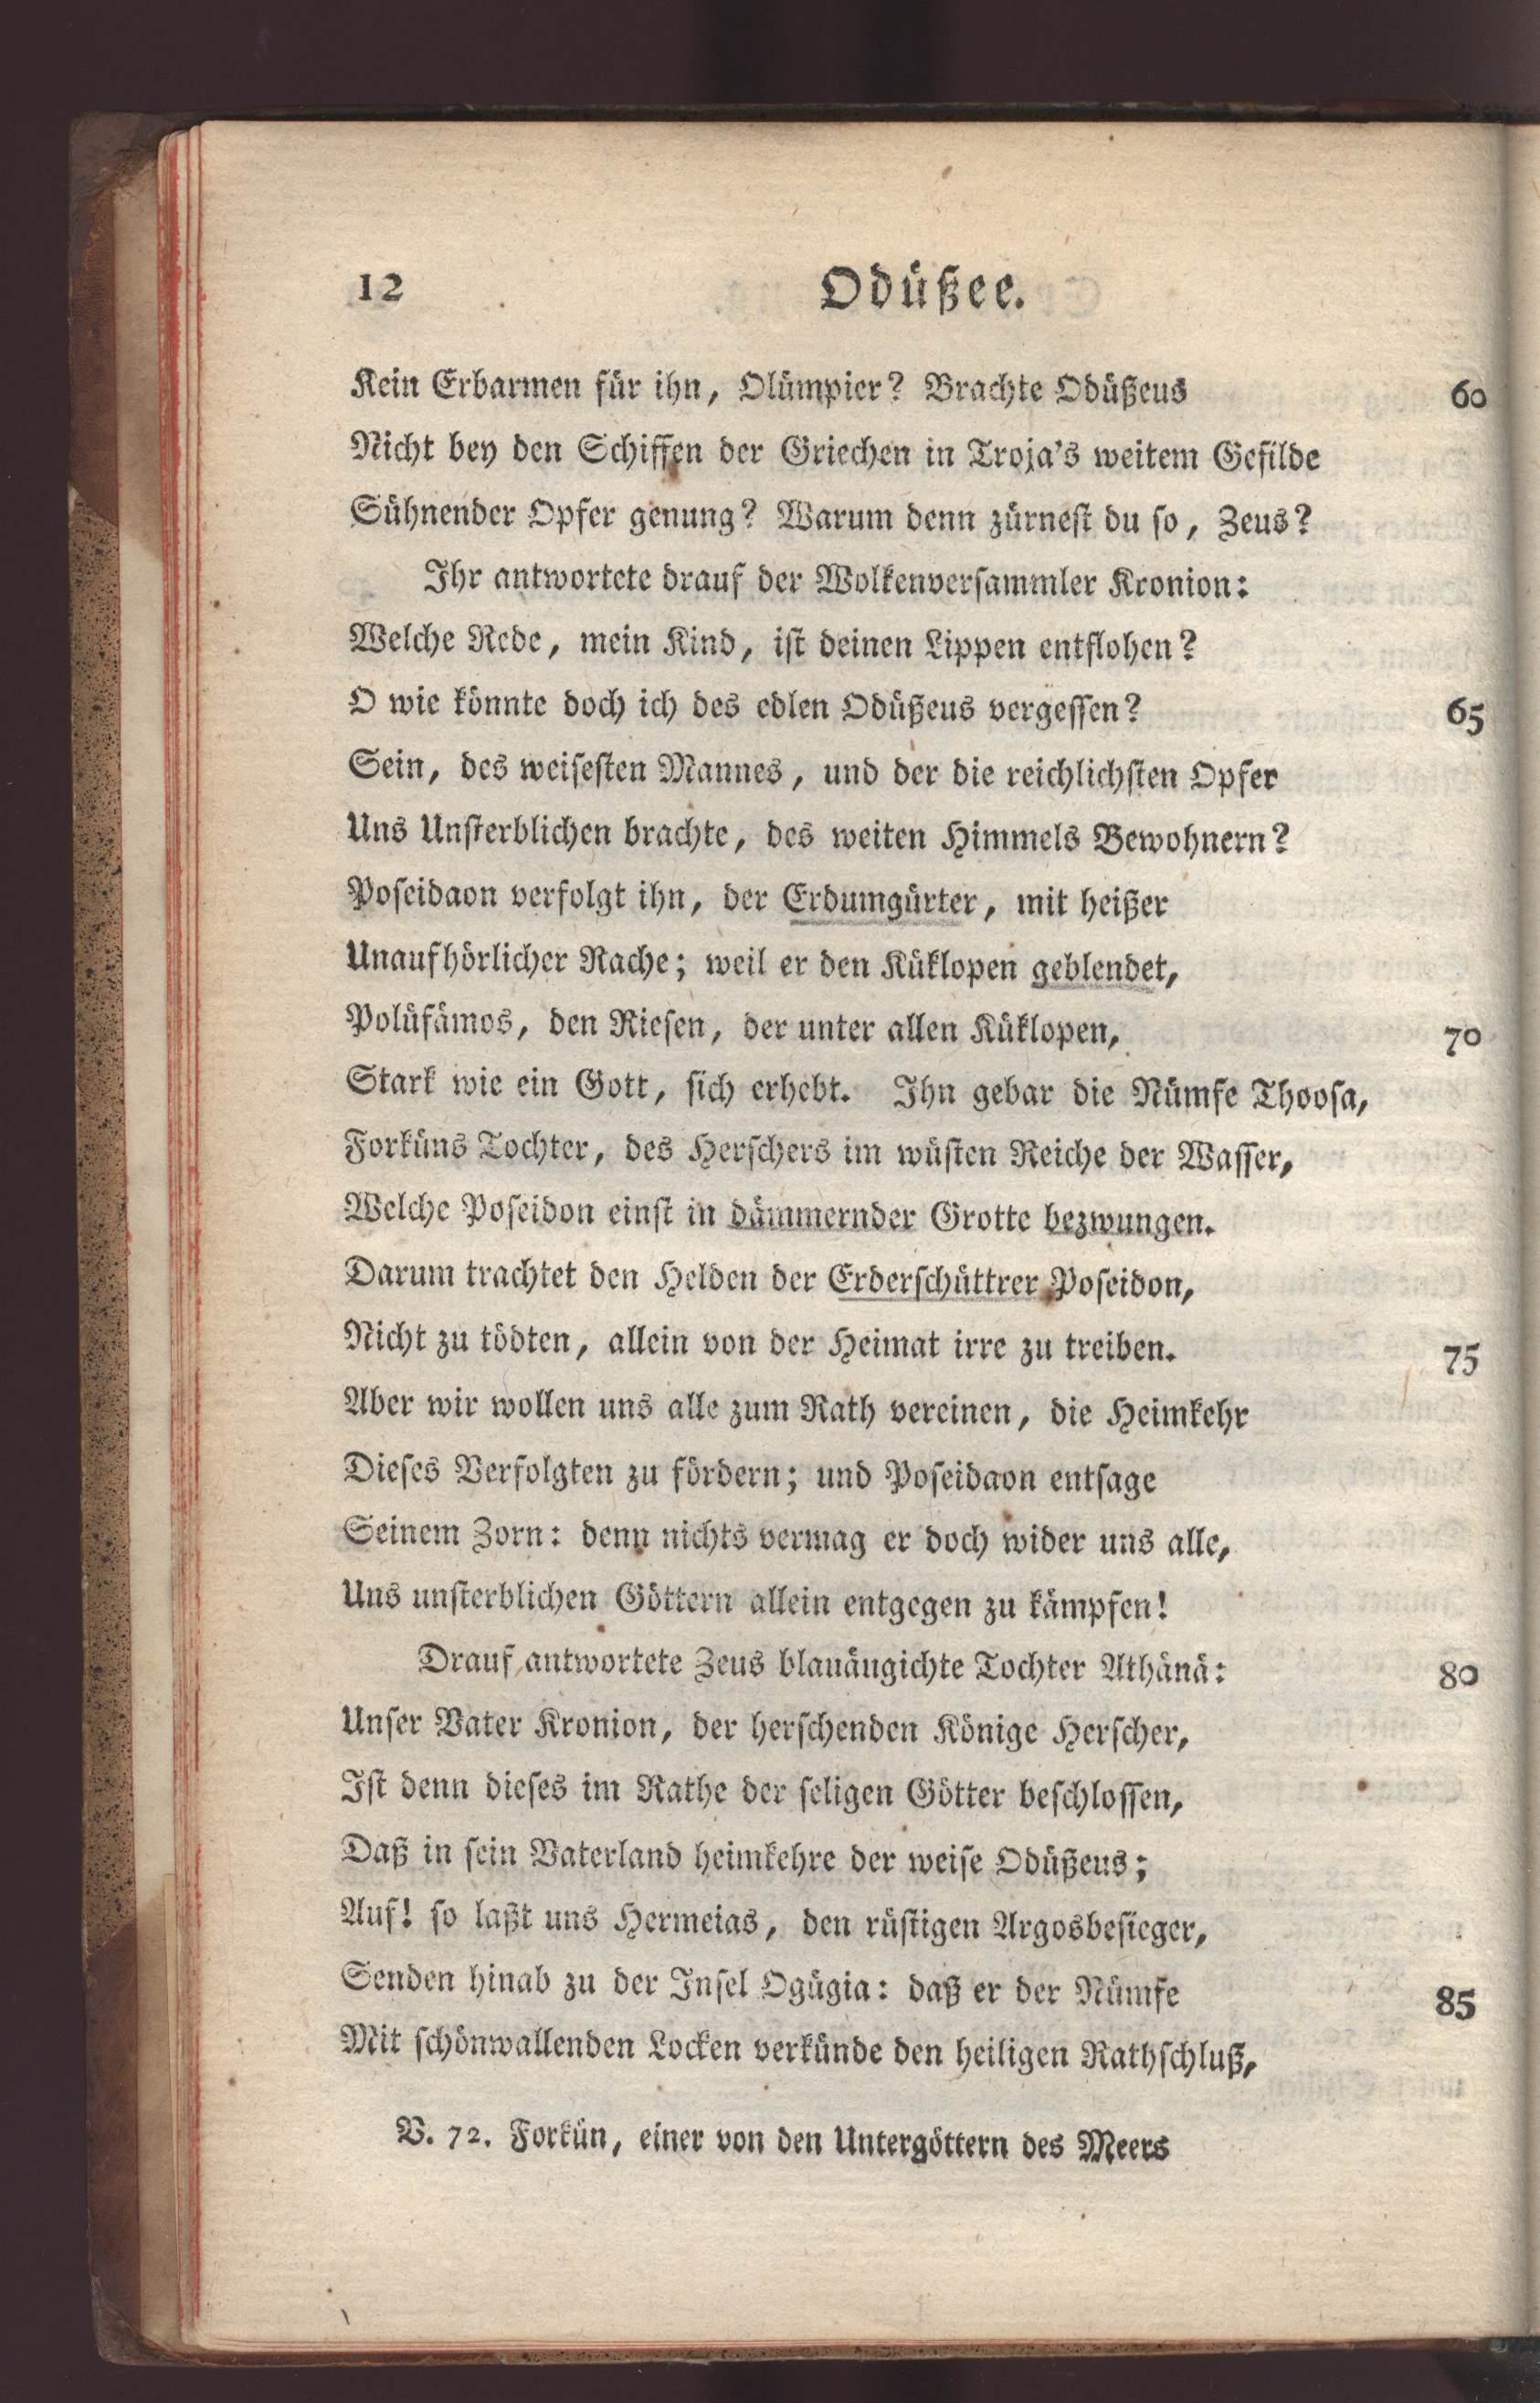 12 Odüßee.
Kein Erbarmen für ihn, Olümpier? Brachte Odüßeus 60
Nicht bey den Schiffen der Griechen in Troja's weitem Gefilde
Sühnender Opfer genung? Warum denn zürnest du so, Zeus?
Ihr antwortete drauf der Wolkenversammler Kronion:
Welche Rede, mein Kind, ist deinen Lippen entflohen?
O wie könnte doch ich des edlen Odüßeus vergessen? 65
Sein, des weisesten Mannes, und der die reichlichsten Opfer
Uns Unsterblichen brachte, des weiten Himmels Bewohnern?
Poseidaon verfolgt ihn, der Erdumgürter, mit heißer
Unaufhörlicher Rache; weil er den Küklopen geblendet,
Polüfämos, den Riesen, der unter allen Küklopen, 70
Stark wie ein Gott, sich erhebt. Ihn gebar die Nümfe Thoosa,
Forküns Tochter, des Herschers im wüsten Reiche der Wasser,
Welche Poseidon einst in dämmernder Grotte bezwungen.
Darum trachtet den Helden der Erderschüttrer Poseidon,
Nicht zu tödten, allein von der Heimat irre zu treiben. 75
Aber wir wollen uns alle zum Rath vereinen, die Heimkehr
Dieses Verfolgten zu fördern; und Poseidaon entsage
Seinem Zorn: denn nichts vermag er doch wider uns alle,
Uns unsterblichen Göttern allein entgegen zu kämpfen!
Drauf antwortete Zeus blauäugichte Tochter Athänä: 80
Unser Vater Kronion, der herschenden Könige Herscher,
Ist denn dieses im Rathe der seligen Götter beschlossen,
Daß in sein Vaterland heimkehre der weise Odüßeus;
Auf! so laßt uns Hermeias, den rüstigen Argosbesieger,
Senden hinab zu der Insel Ogügia: daß er der Nümfe 85
Mit schönwallenden Locken verkünde den heiligen Rathschluß,
V. 72. Forkün, einer von den Untergöttern des Meers